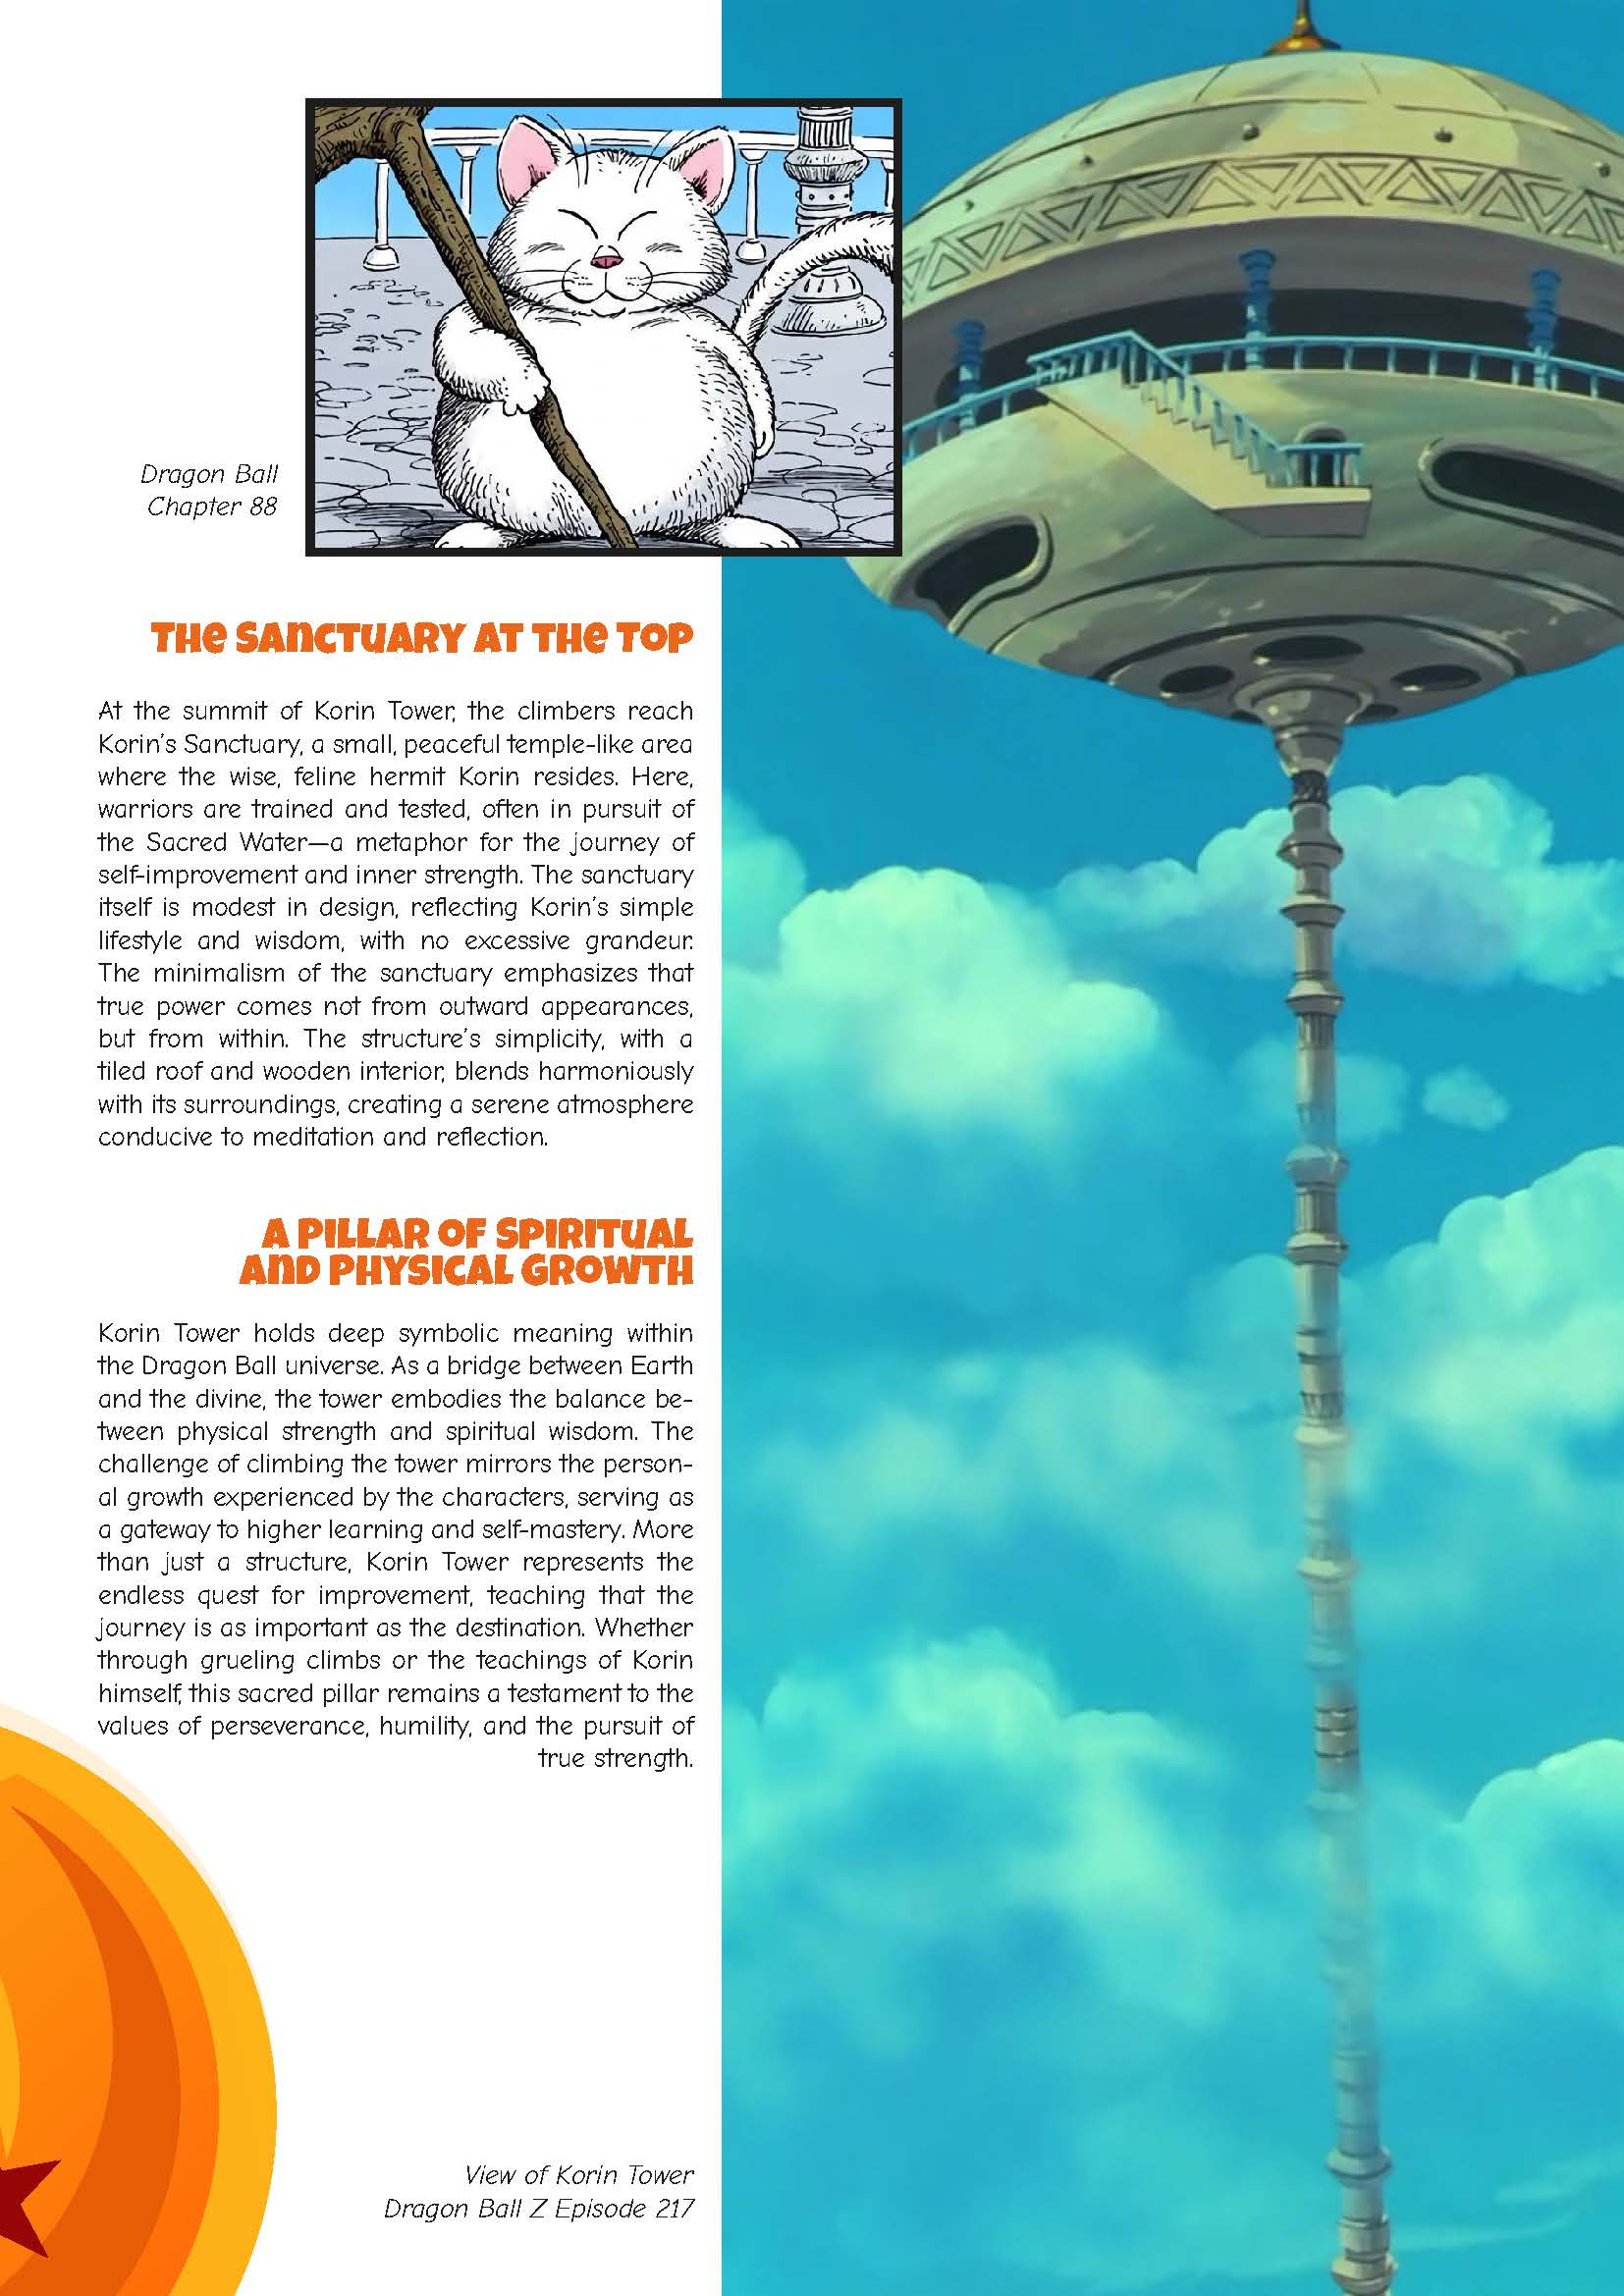 Dragon Ball
Chapter 88
THE SANCTUARY AT THE TOP
At the summit of Korin Tower, the climbers reach
Korin's Sanctuary, a small, peaceful temple-like area
where the wise, feline hermit Korin resides. Here,
warriors are trained and tested, often in pursuit of
the Sacred Water—a metaphor for the journey of
self-improvement and inner strength. The sanctuary
itself is modest in design, reflecting Korin's simple
lifestyle and wisdom, with no excessive grandeur.
The minimalism of the sanctuary emphasizes that
true power comes not from outward appearances,
but from within. The structure's simplicity, with a
tiled roof and wooden interior, blends harmoniously
with its surroundings, creating a serene atmosphere
conducive to meditation and reflection.
A PILLAR OF SPIRITUAL
AND PHYSICAL GROWTH
Korin Tower holds deep symbolic meaning within
the Dragon Ball universe. As a bridge between Earth
and the divine, the tower embodies the balance be-
tween physical strength and spiritual wisdom. The
challenge of climbing the tower mirrors the person-
al growth experienced by the characters, serving as
a gateway to higher learning and self-mastery. More
than just a structure, Korin Tower represents the
endless quest for improvement, teaching that the
journey is as important as the destination. Whether
through grueling climbs or the teachings of Korin
himself, this sacred pillar remains a testament to the
values of perseverance, humility, and the pursuit of
true strength.
View of Korin Tower
Dragon Ball Z Episode 217